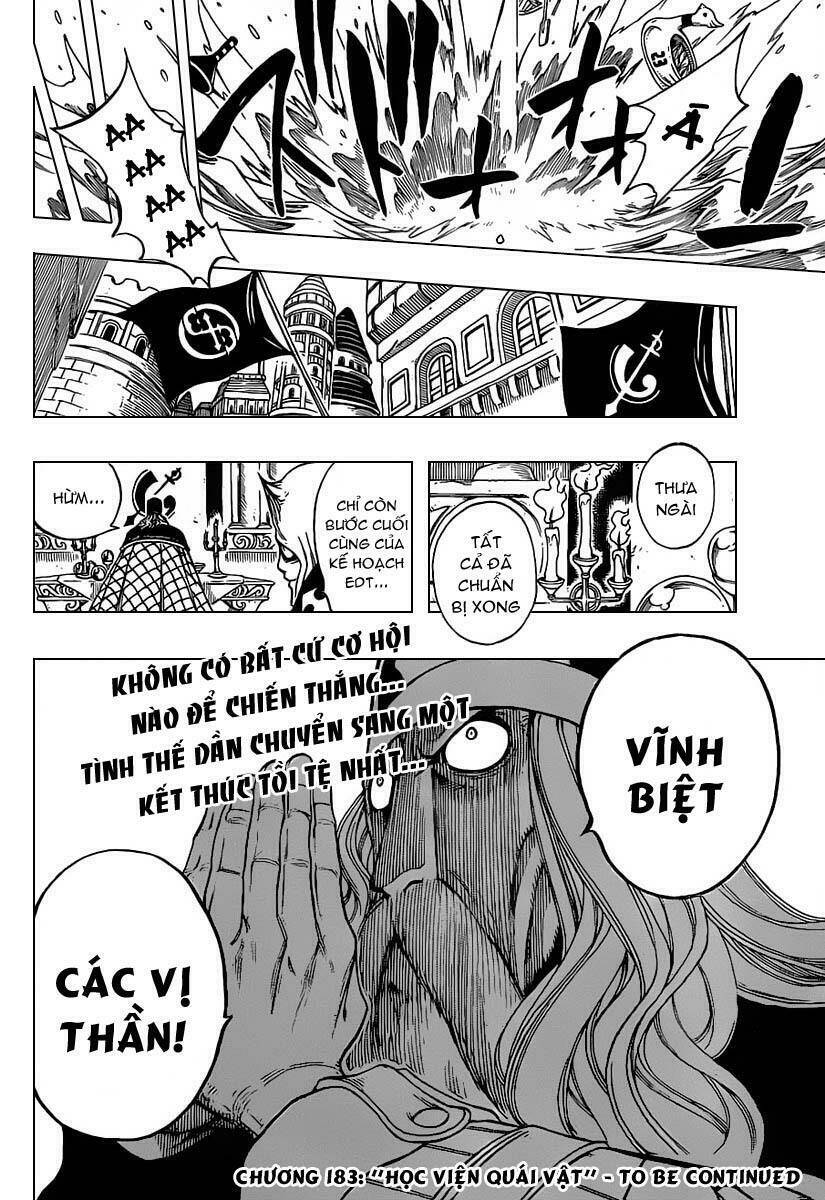 Ā
AA
AA
AA
AA
ズドオオ
23
THƯA
NGÀI
TẤT
CẢ ĐÃ
CHUẨN
BỊ XONG
CHỈ CÒN
BƯỚC CUỐI
CÙNG CỦA
KẾ HOẠCH
EDT...
HỪM...
KHÔNG CÓ BẤT CỨ CƠ HỘI
NÀO ĐỂ CHIẾN THẮNG...
TÌNH THẾ DẦN CHUYỂN SANG MỘT
KẾT THÚC TỒI TỆ NHẤT...
VĨNH
BIỆT
CÁC VỊ
THẦN!
CHƯƠNG 183: "HỌC VIỆN QUÁI VẬT" - TO BE CONTINUED